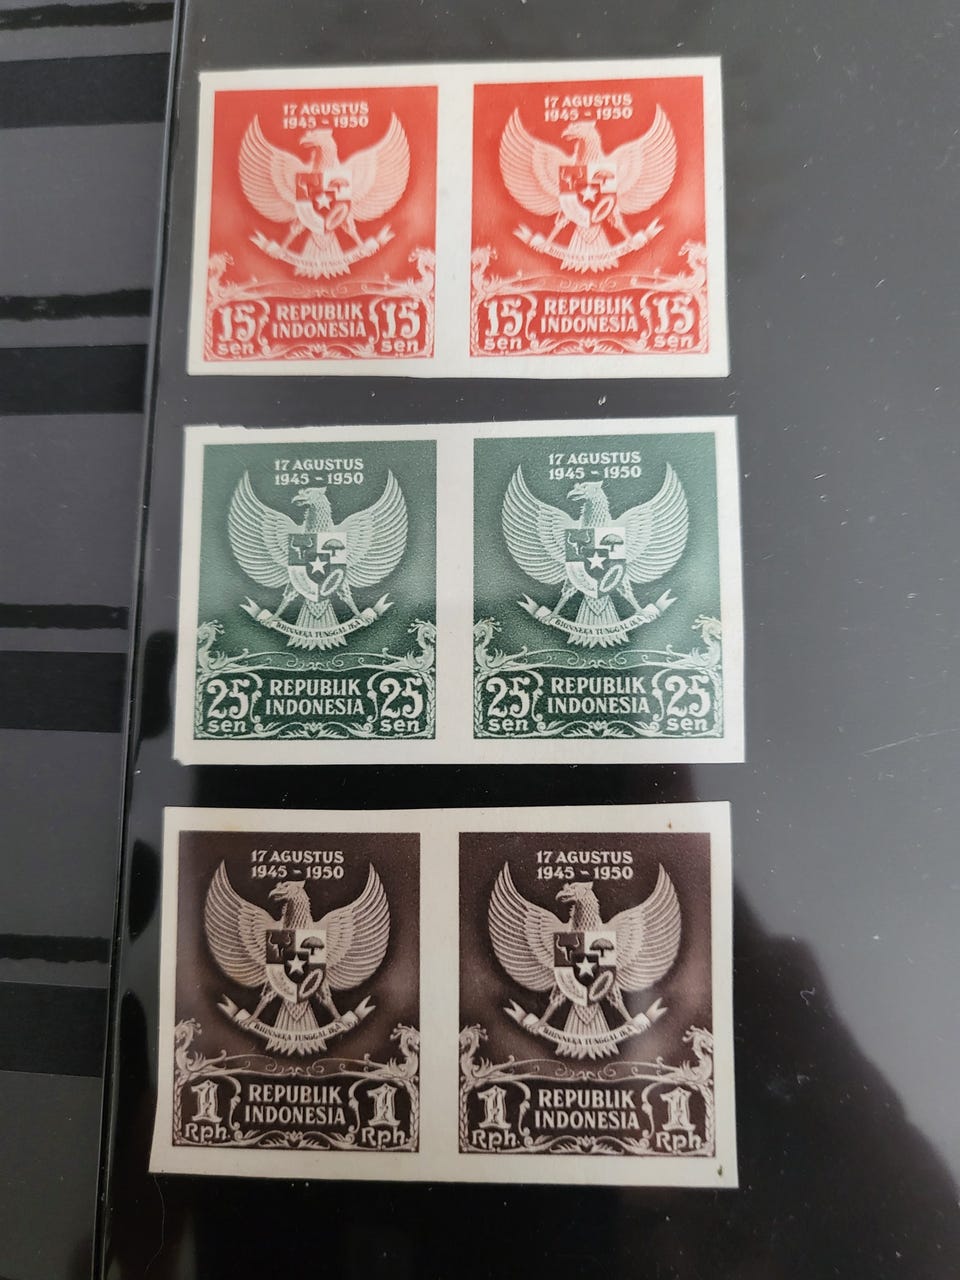 17 AGUSTUS
1945 - 1950
BHINNEKA TUNGGAL IKA
15 sen
REPUBLIK
INDONESIA
15 sen
17 AGUSTUS
1945 - 1950
BHINNEKA TUNGGAL IKA
15 sen
REPUBLIK
INDONESIA
15 sen
17 AGUSTUS
1945 - 1950
BHINNEKA TUNGGAL IKA
25 sen
REPUBLIK
INDONESIA
25 sen
17 AGUSTUS
1945 - 1950
BHINNEKA TUNGGAL IKA
25 sen
REPUBLIK
INDONESIA
25 sen
17 AGUSTUS
1945 - 1950
BHINNEKA TUNGGAL IKA
1 Rph.
REPUBLIK
INDONESIA
1 Rph.
17 AGUSTUS
1945 - 1950
BHINNEKA TUNGGAL IKA
1 Rph.
REPUBLIK
INDONESIA
1 Rph.